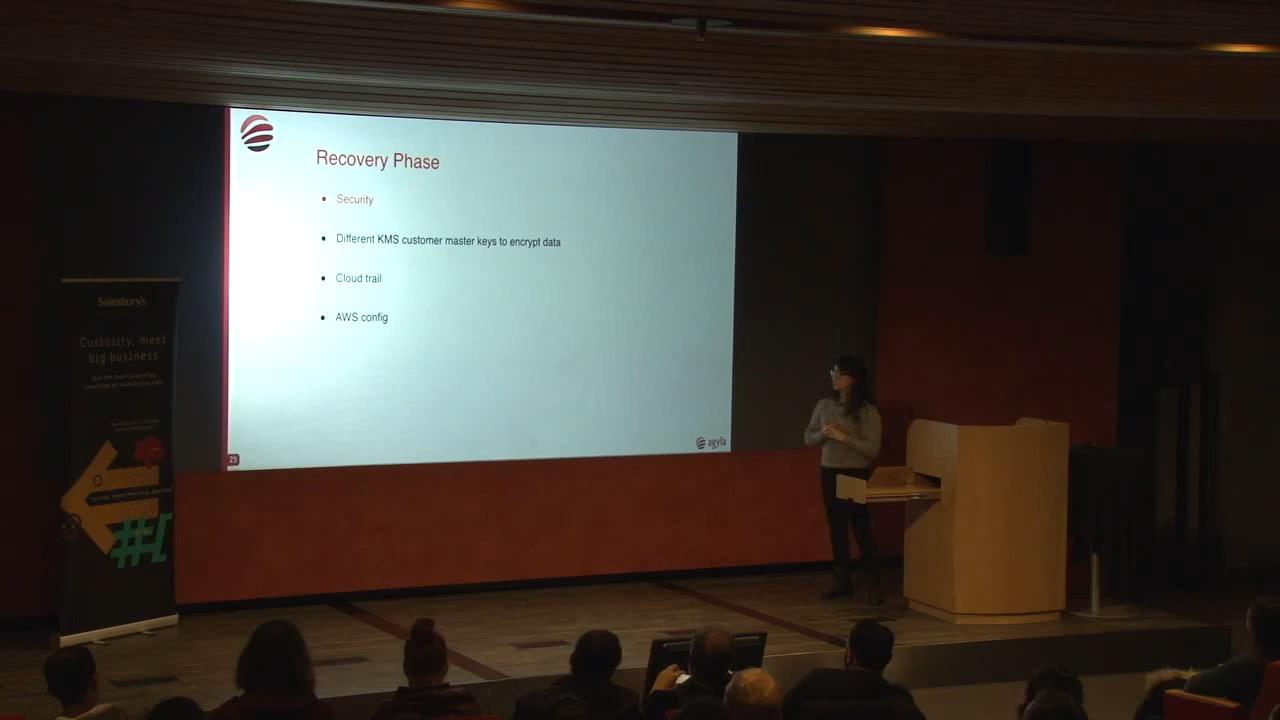 Recovery Phase
Security
Different KMS customer master keys to encrypt data
Cloud trail
AWS config
25
agyla
Sainsbury's
Curiosity, meet
big business